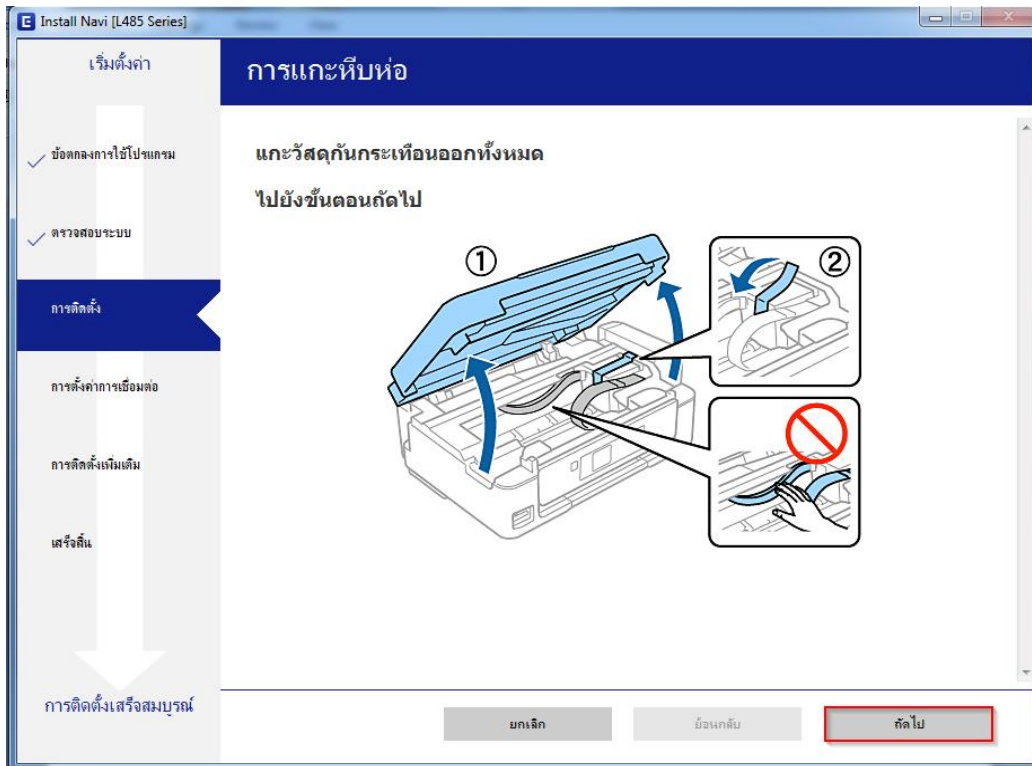 E Install Navi [L485 Series]
เริ่มตั้งค่า
การแกะหีบห่อ
ข้อตกลงการใช้โปรแกรม
ตรวจสอบระบบ
การติดตั้ง
การตั้งค่าการเชื่อมต่อ
การติดตั้งเพิ่มเติม
เสร็จสิ้น
การติดตั้งเสร็จสมบูรณ์
แกะวัสดุกันกระเทือนออกทั้งหมด
ไปยังขั้นตอนถัดไป
① ②
ยกเลิก ย้อนกลับ ถัดไป